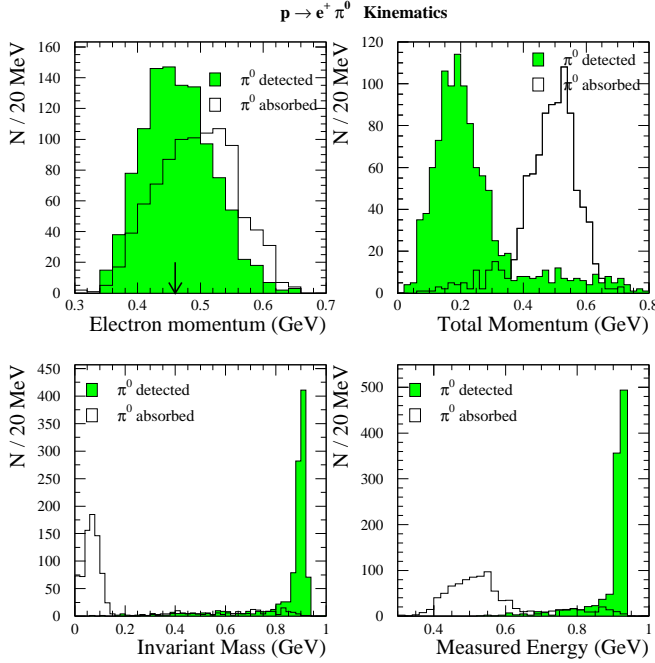 p → e⁺ π⁰ Kinematics
N / 20 MeV
160
140
120
100
80
60
40
20
0
π⁰ detected
π⁰ absorbed
0.3 0.4 0.5 0.6 0.7
Electron momentum (GeV)
N / 20 MeV
120
100
80
60
40
20
0
π⁰ detected
π⁰ absorbed
0 0.2 0.4 0.6 0.8
Total Momentum (GeV)
N / 20 MeV
450
400
350
300
250
200
150
100
50
0
π⁰ detected
π⁰ absorbed
0 0.2 0.4 0.6 0.8 1
Invariant Mass (GeV)
N / 20 MeV
500
400
300
200
100
0
π⁰ detected
π⁰ absorbed
0.4 0.6 0.8 1
Measured Energy (GeV)